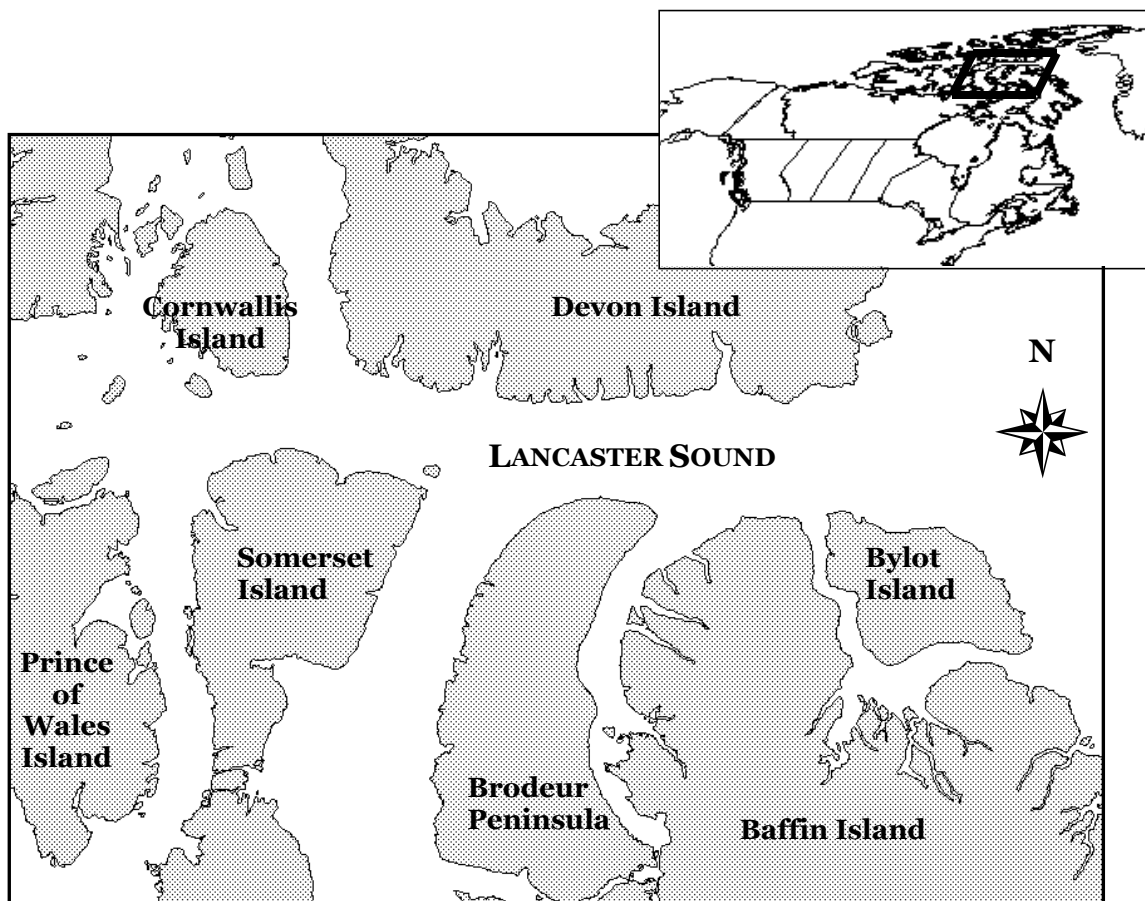 Cornwallis
Island
Devon Island
N
LANCASTER SOUND
Somerset
Island
Bylot
Island
Prince
of
Wales
Island
Brodeur
Peninsula
Baffin Island